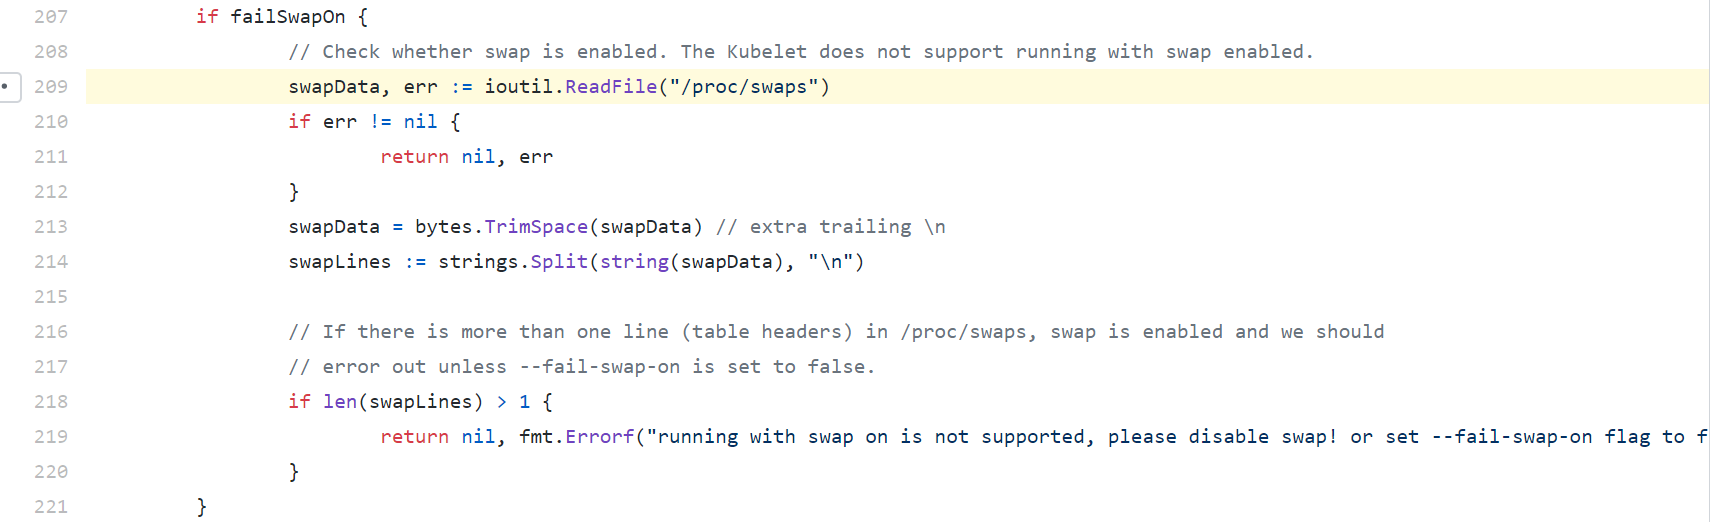 207 if failSwapOn {
208 // Check whether swap is enabled. The Kubelet does not support running with swap enabled.
209 swapData, err := ioutil.ReadFile("/proc/swaps")
210 if err != nil {
211 return nil, err
212 }
213 swapData = bytes.TrimSpace(swapData) // extra trailing \n
214 swapLines := strings.Split(string(swapData), "\n")
215
216 // If there is more than one line (table headers) in /proc/swaps, swap is enabled and we should
217 // error out unless --fail-swap-on is set to false.
218 if len(swapLines) > 1 {
219 return nil, fmt.Errorf("running with swap on is not supported, please disable swap! or set --fail-swap-on flag to f
220 }
221 }